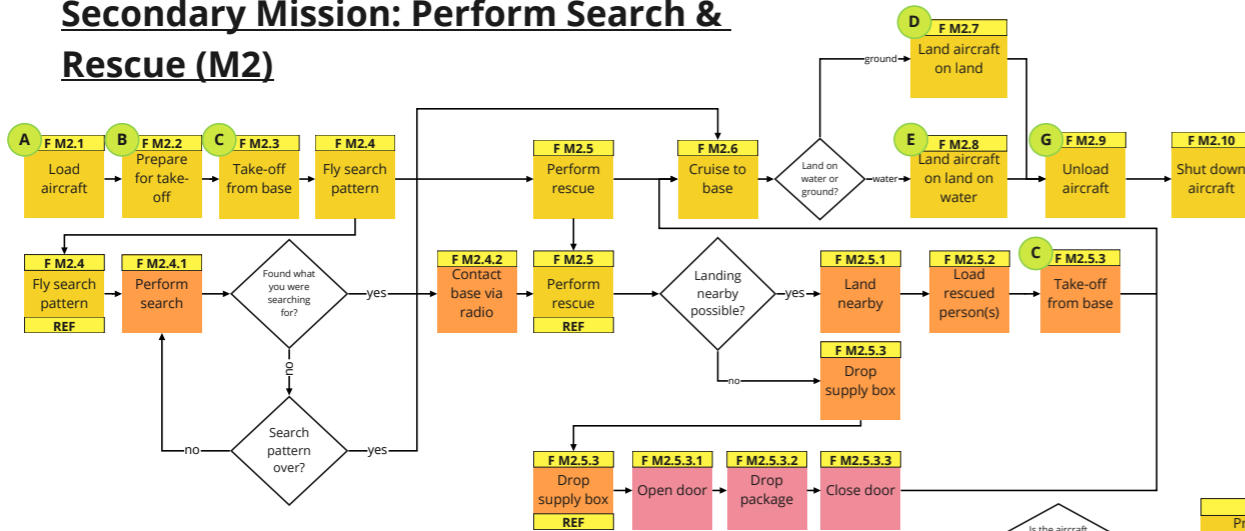 Secondary Mission: Perform Search &
Rescue (M2)
D
F M2.7
Land aircraft
on land
ground
A
F M2.1
Load
aircraft
B
F M2.2
Prepare
for take-
off
C
F M2.3
Take-off
from base
F M2.4
Fly search
pattern
F M2.5
Perform
rescue
F M2.6
Cruise to
base
Land on
water or
ground?
water
E
F M2.8
Land aircraft
on land on
water
G
F M2.9
Unload
aircraft
F M2.10
Shut down
aircraft
F M2.4
Fly search
pattern
REF
F M2.4.1
Perform
search
Found what
you were
searching
for?
yes
no
F M2.4.2
Contact
base via
radio
F M2.5
Perform
rescue
REF
Landing
nearby
possible?
yes
no
F M2.5.1
Land
nearby
F M2.5.2
Load
rescued
person(s)
C
F M2.5.3
Take-off
from base
F M2.5.3
Drop
supply box
Search
pattern
over?
no
yes
F M2.5.3
Drop
supply box
REF
F M2.5.3.1
Open door
F M2.5.3.2
Drop
package
F M2.5.3.3
Close door
Is the aircraft